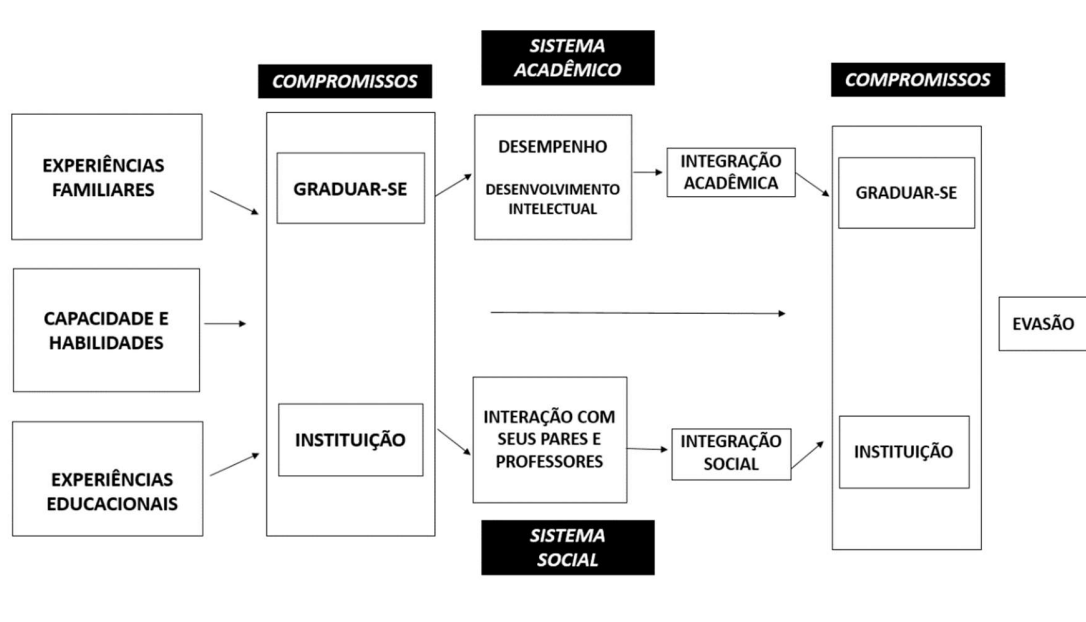 EXPERIÊNCIAS
FAMILIARES
CAPACIDADE E
HABILIDADES
EXPERIÊNCIAS
EDUCACIONAIS
COMPROMISSOS
GRADUAR-SE
INSTITUIÇÃO
SISTEMA
ACADÊMICO
DESEMPENHO
DESENVOLVIMENTO
INTELECTUAL
INTEGRAÇÃO
ACADÊMICA
INTERAÇÃO COM
SEUS PARES E
PROFESSORES
INTEGRAÇÃO
SOCIAL
SISTEMA
SOCIAL
COMPROMISSOS
GRADUAR-SE
INSTITUIÇÃO
EVASÃO